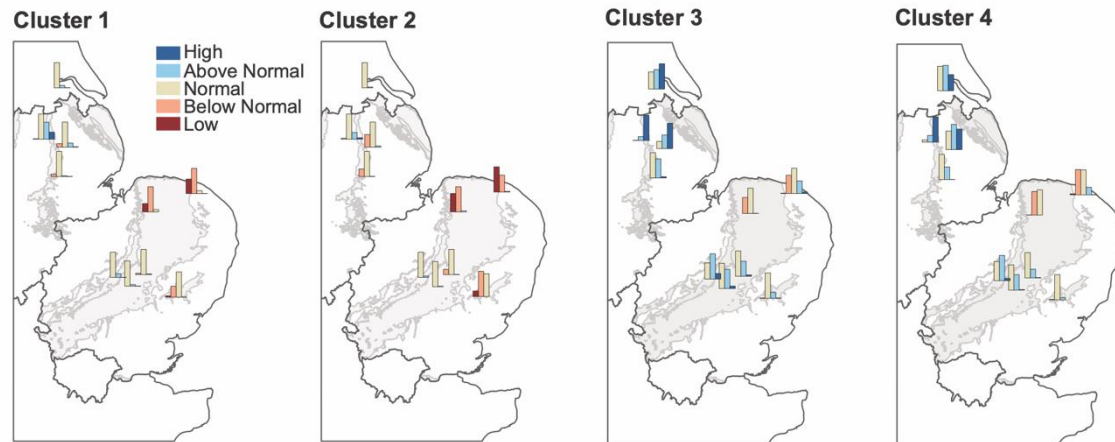 Cluster 1
Cluster 2
Cluster 3
Cluster 4
High
Above Normal
Normal
Below Normal
Low